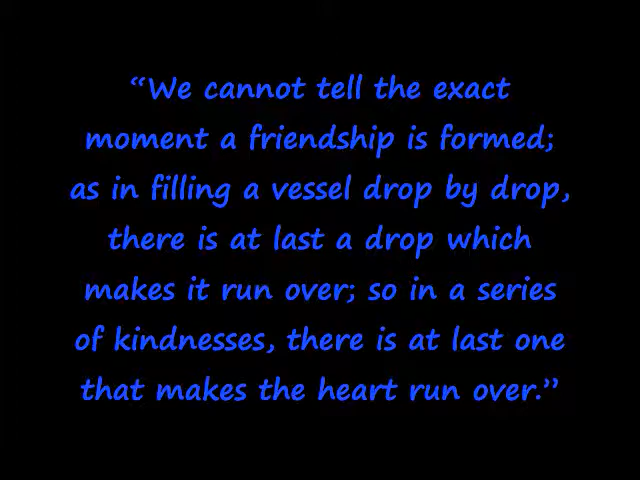 “We cannot tell the exact
moment a friendship is formed;
as in filling a vessel drop by drop,
there is at last a drop which
makes it run over; so in a series
of kindnesses, there is at last one
that makes the heart run over.”